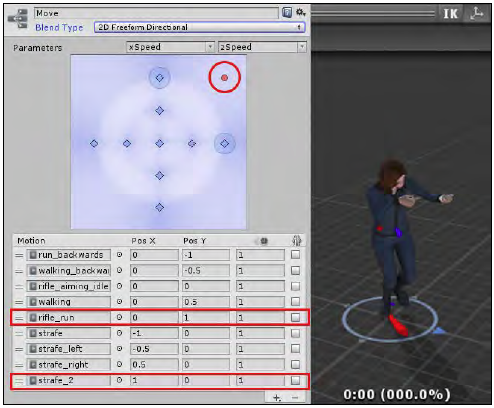 Move
IK
Blend Type 2D Freeform Directional
Parameters xSpeed zSpeed
Motion Pos X Pos Y
run_backwards 0 -1 1
walking_backwa 0 -0.5 1
rifle_aiming_idle 0 0 1
walking 0 0.5 1
rifle_run 0 1 1
strafe -1 0 1
strafe_left -0.5 0 1
strafe_right 0.5 0 1
strafe_2 1 0 1
0:00 (000.0%)